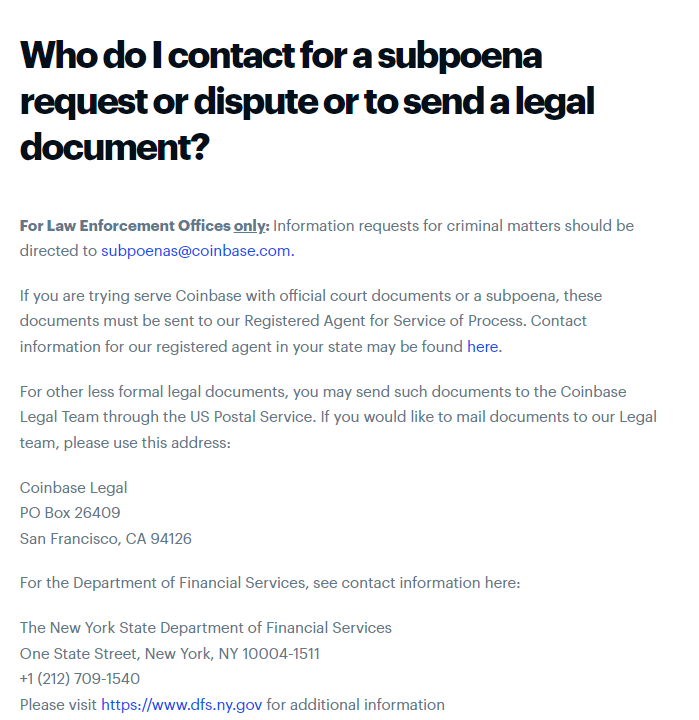 Who do I contact for a subpoena
request or dispute or to send a legal
document?
For Law Enforcement Offices only: Information requests for criminal matters should be
directed to subpoenas@coinbase.com.
If you are trying serve Coinbase with official court documents or a subpoena, these
documents must be sent to our Registered Agent for Service of Process. Contact
information for our registered agent in your state may be found here.
For other less formal legal documents, you may send such documents to the Coinbase
Legal Team through the US Postal Service. If you would like to mail documents to our Legal
team, please use this address:
Coinbase Legal
PO Box 26409
San Francisco, CA 94126
For the Department of Financial Services, see contact information here:
The New York State Department of Financial Services
One State Street, New York, NY 10004-1511
+1 (212) 709-1540
Please visit https://www.dfs.ny.gov for additional information